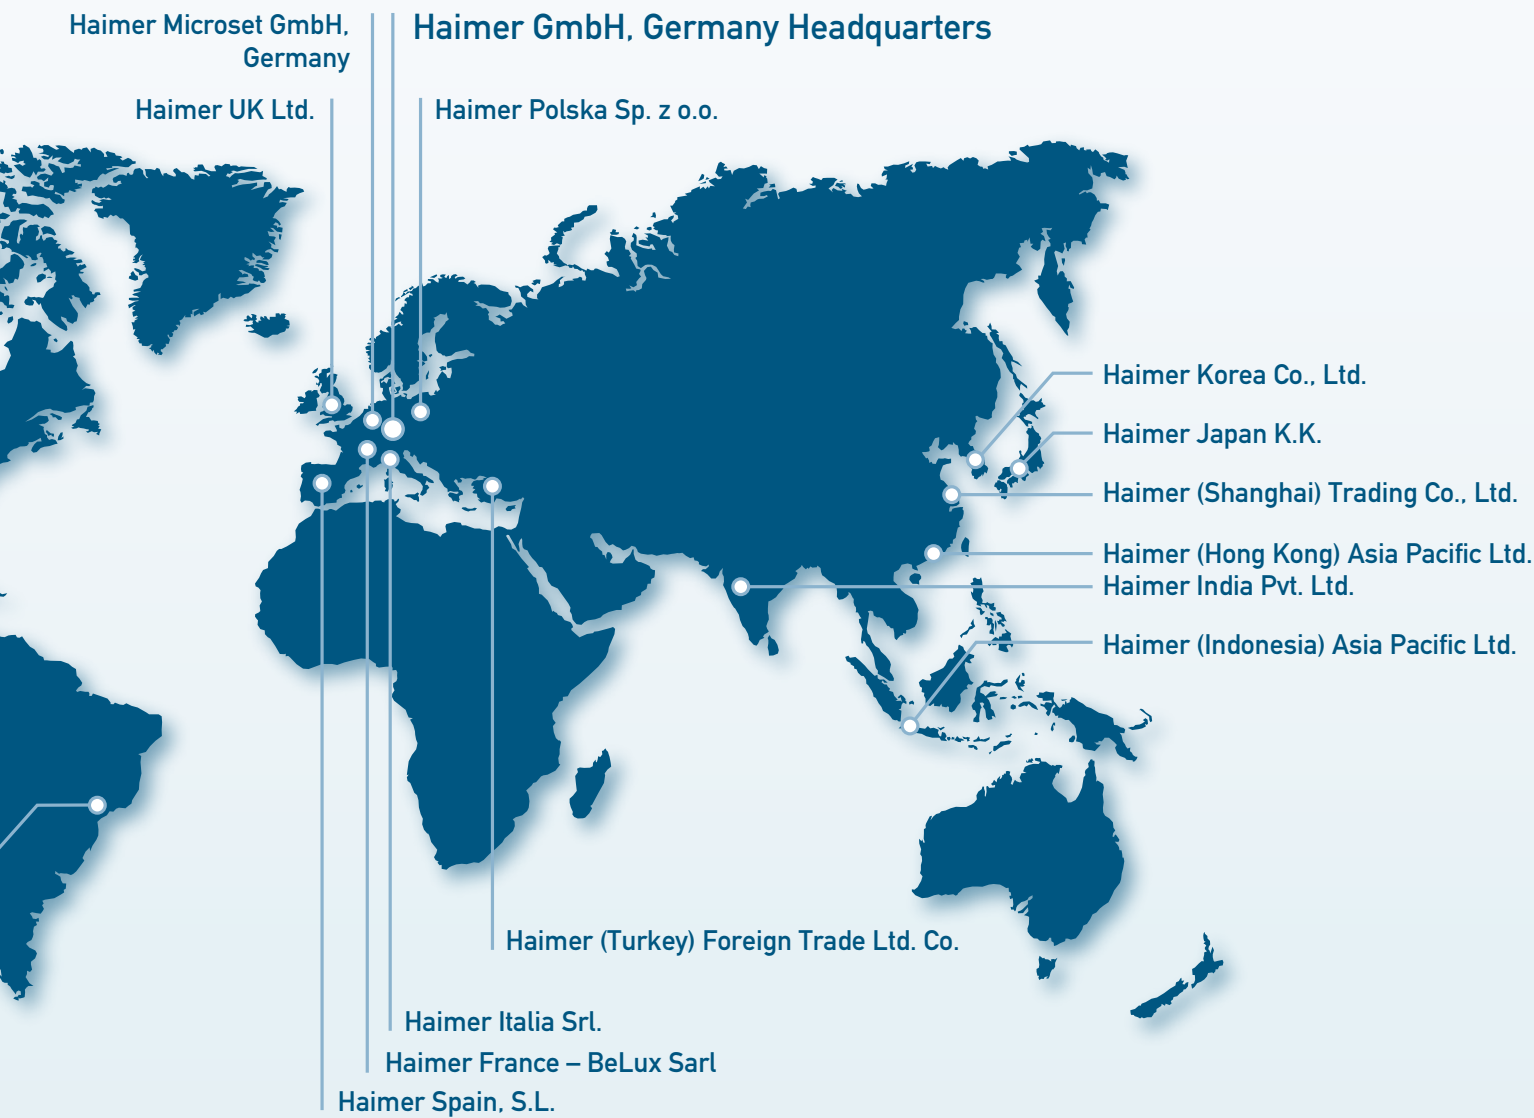 Haimer Microset GmbH,
Germany
Haimer GmbH, Germany Headquarters
Haimer UK Ltd.
Haimer Polska Sp. z o.o.
Haimer Korea Co., Ltd.
Haimer Japan K.K.
Haimer (Shanghai) Trading Co., Ltd.
Haimer (Hong Kong) Asia Pacific Ltd.
Haimer India Pvt. Ltd.
Haimer (Indonesia) Asia Pacific Ltd.
Haimer (Turkey) Foreign Trade Ltd. Co.
Haimer Italia Srl.
Haimer France – BeLux Sarl
Haimer Spain, S.L.